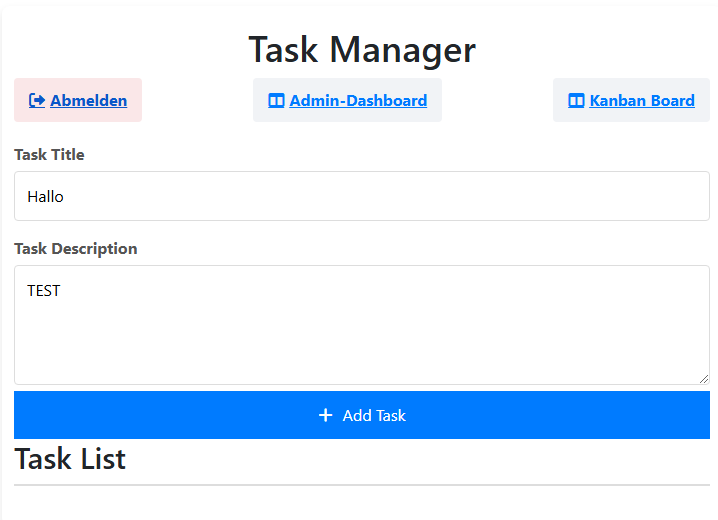 Task Manager
Abmelden
Admin-Dashboard
Kanban Board
Task Title
Hallo
Task Description
TEST
+ Add Task
Task List